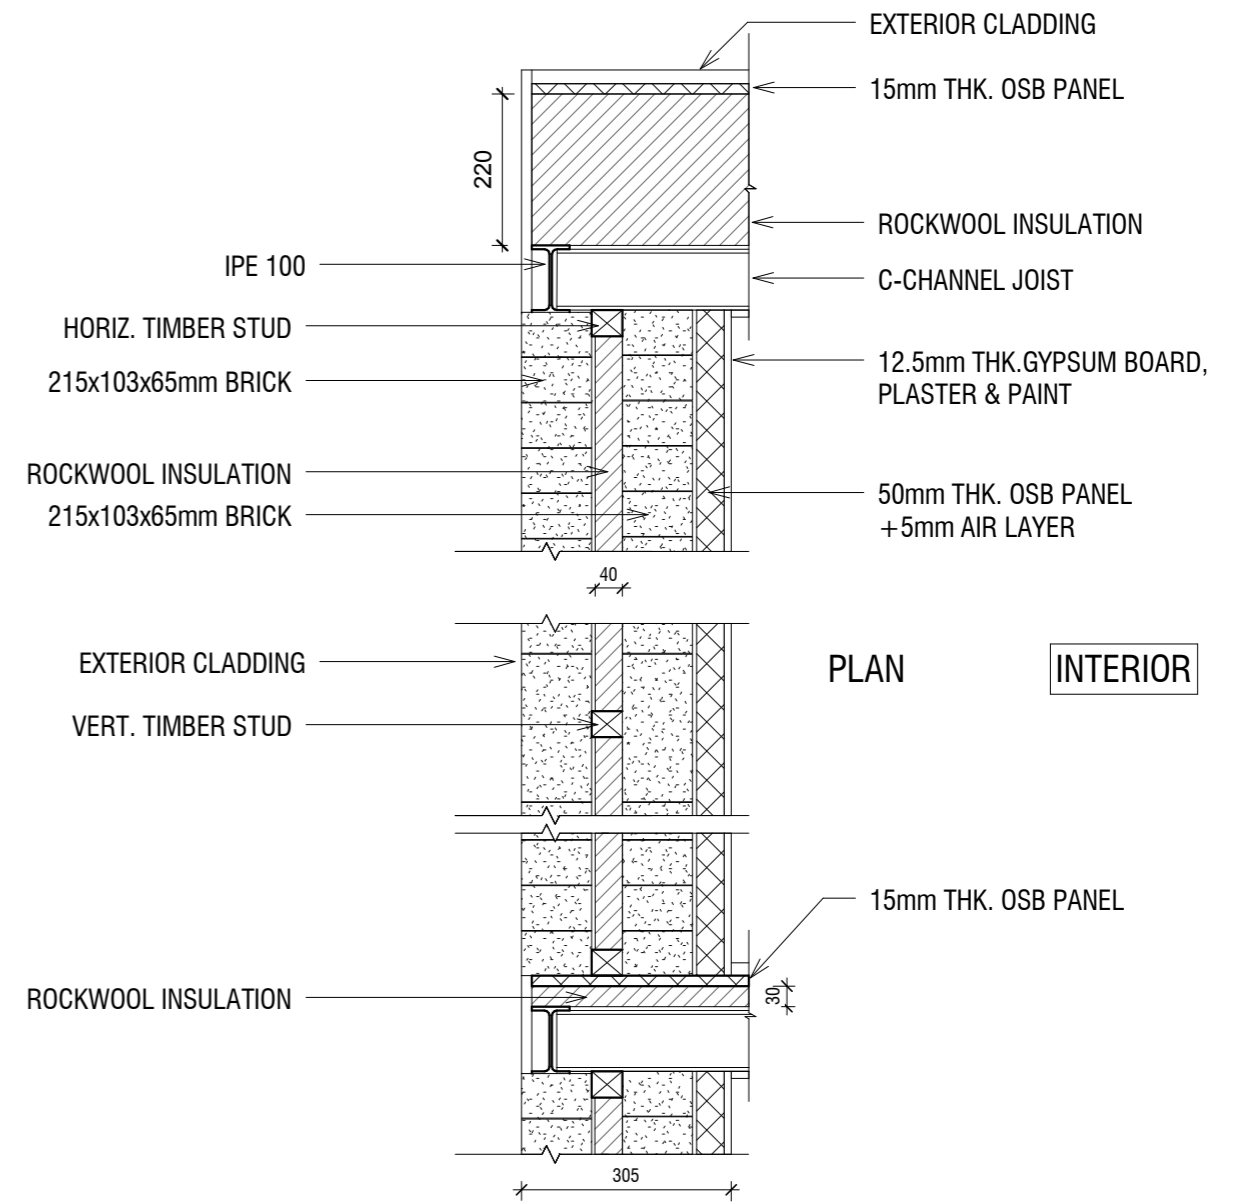 EXTERIOR CLADDING
15mm THK. OSB PANEL
220
ROCKWOOL INSULATION
IPE 100
C-CHANNEL JOIST
HORIZ. TIMBER STUD
12.5mm THK.GYPSUM BOARD,
PLASTER & PAINT
215x103x65mm BRICK
ROCKWOOL INSULATION
50mm THK. OSB PANEL
+5mm AIR LAYER
215x103x65mm BRICK
40
EXTERIOR CLADDING
PLAN
INTERIOR
VERT. TIMBER STUD
15mm THK. OSB PANEL
ROCKWOOL INSULATION
30
305